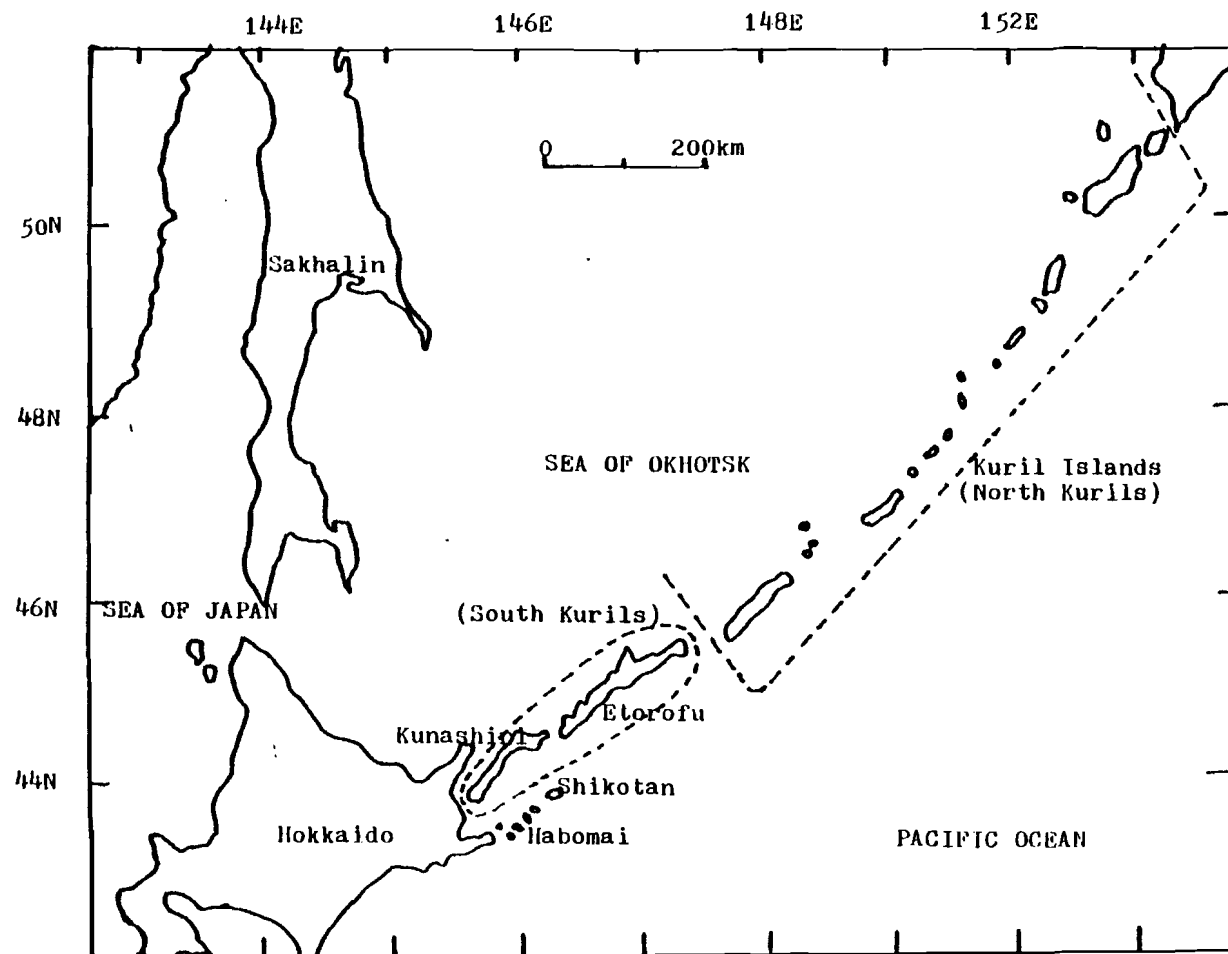 144E 146E 148E 152E
0 200km
50N
Sakhalin
48N
SEA OF OKHOTSK
Kuril Islands
(North Kurils)
46N
SEA OF JAPAN
(South Kurils)
Etorofu
Kunashiri
44N
Shikotan
Hokkaido
Habomai
PACIFIC OCEAN